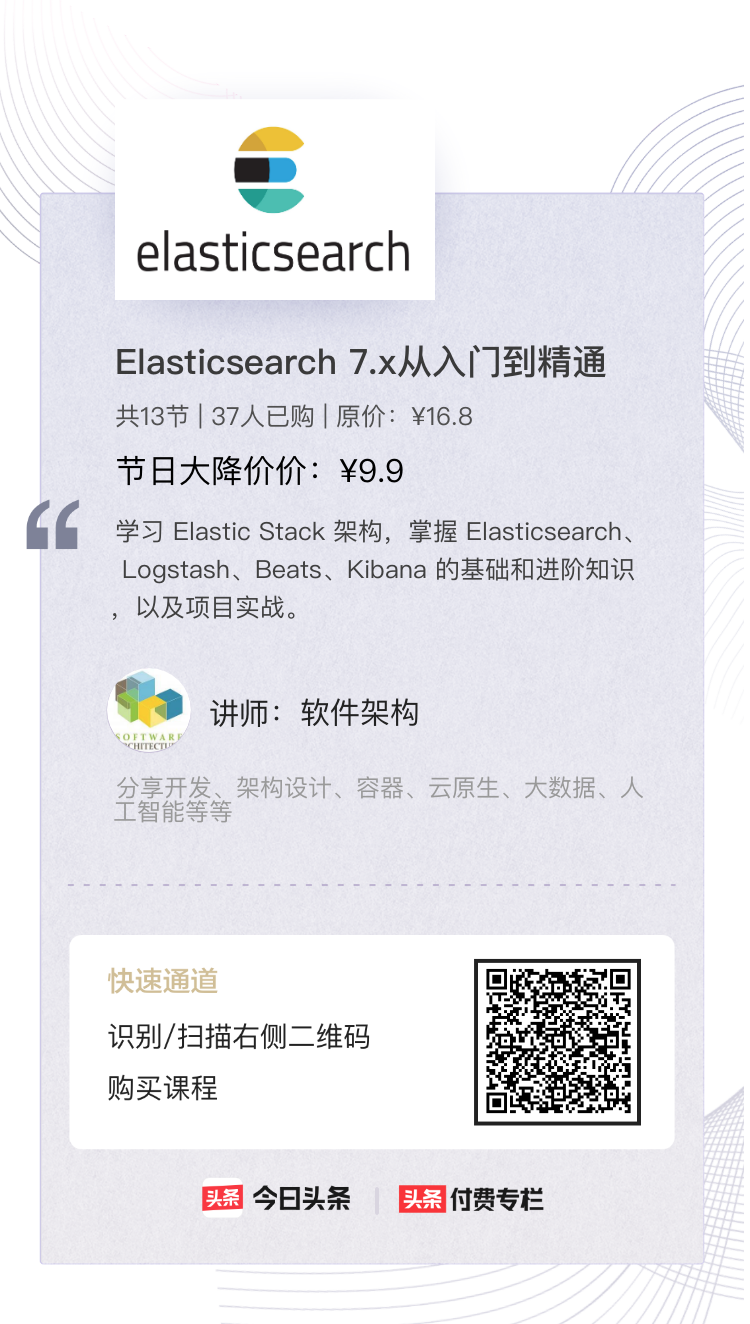 elasticsearch
Elasticsearch 7.x从入门到精通
共13节 | 37人已购 | 原价：¥16.8
节日大降价价：¥9.9
“
学习 Elastic Stack 架构，掌握 Elasticsearch、
Logstash、Beats、Kibana 的基础和进阶知识
，以及项目实战。
SOFTWARE
讲师：软件架构
分享开发、架构设计、容器、云原生、大数据、人
工智能等等
快速通道
识别/扫描右侧二维码
购买课程
头条 今日头条 | 头条 付费专栏